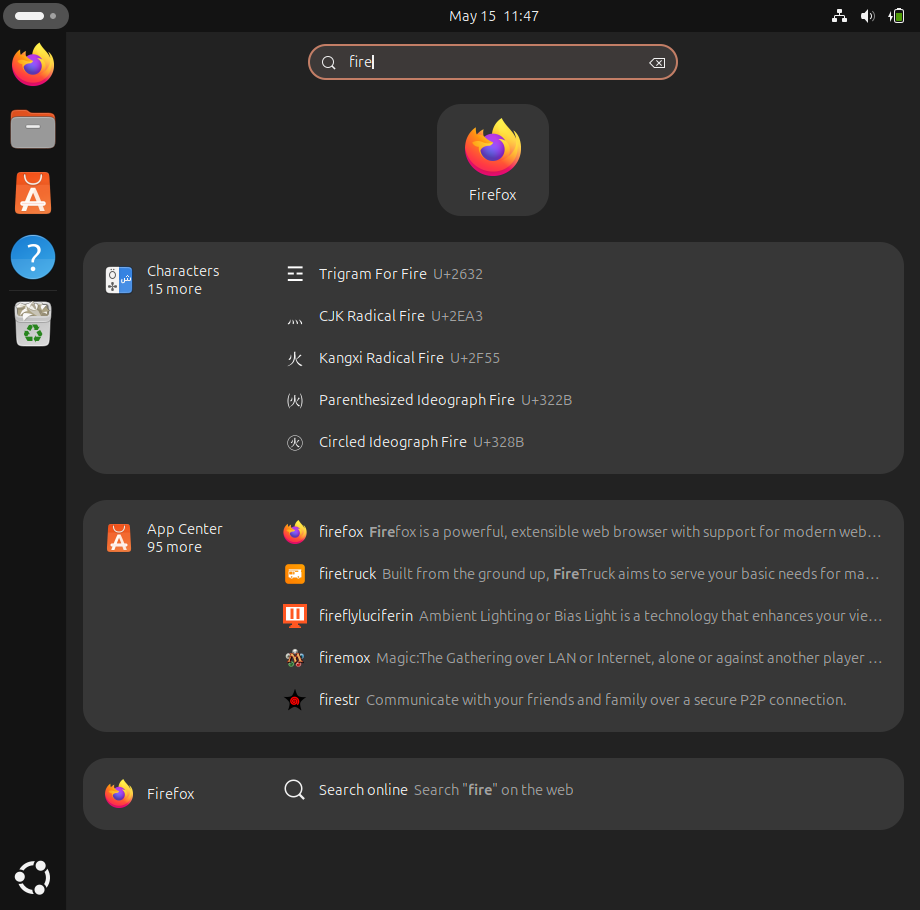 May 15 11:47
fire
Firefox
Characters
15 more
☲ Trigram For Fire U+2632
⺣ CJK Radical Fire U+2EA3
⽕ Kangxi Radical Fire U+2F55
㈫ Parenthesized Ideograph Fire U+322B
㊋ Circled Ideograph Fire U+328B
App Center
95 more
firefox Firefox is a powerful, extensible web browser with support for modern web…
firetruck Built from the ground up, FireTruck aims to serve your basic needs for ma…
fireflyluciferin Ambient Lighting or Bias Light is a technology that enhances your vie…
firemox Magic:The Gathering over LAN or Internet, alone or against another player …
firestr Communicate with your friends and family over a secure P2P connection.
Firefox
Search online Search "fire" on the web